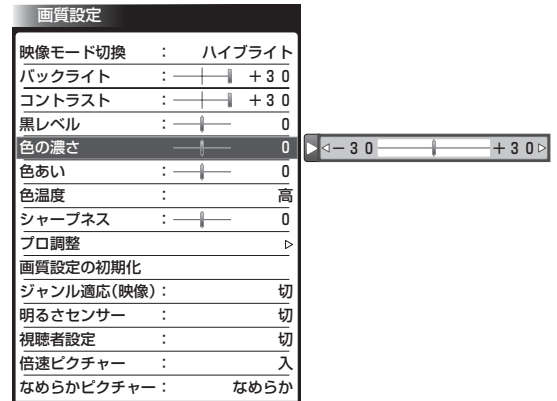 画質設定
映像モード切換 : ハイブライト
バックライト : +30
コントラスト : +30
黒レベル : 0
色の濃さ 0 ▶ ◁-30 +30▷
色あい : 0
色温度 : 高
シャープネス : 0
プロ調整 ▷
画質設定の初期化
ジャンル適応(映像) : 切
明るさセンサー : 切
視聴者設定 : 切
倍速ピクチャー : 入
なめらかピクチャー : なめらか